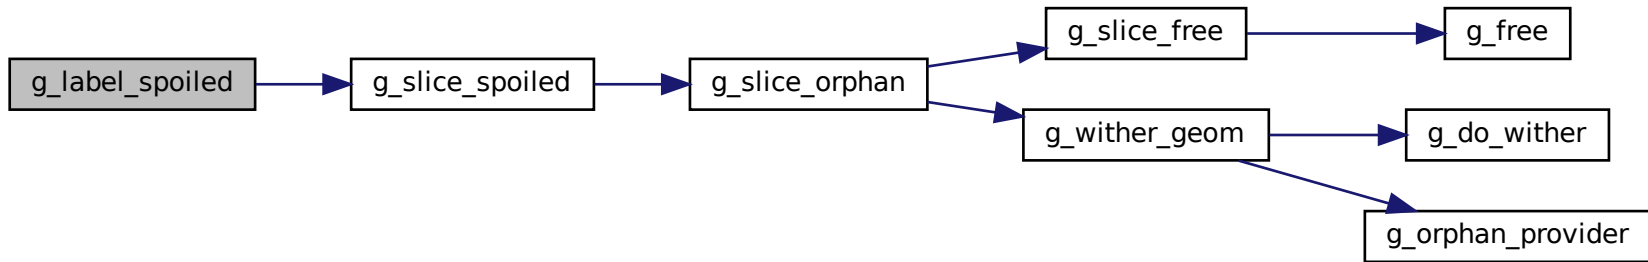 g_label_spoiled
g_slice_spoiled
g_slice_orphan
g_slice_free
g_free
g_wither_geom
g_do_wither
g_orphan_provider